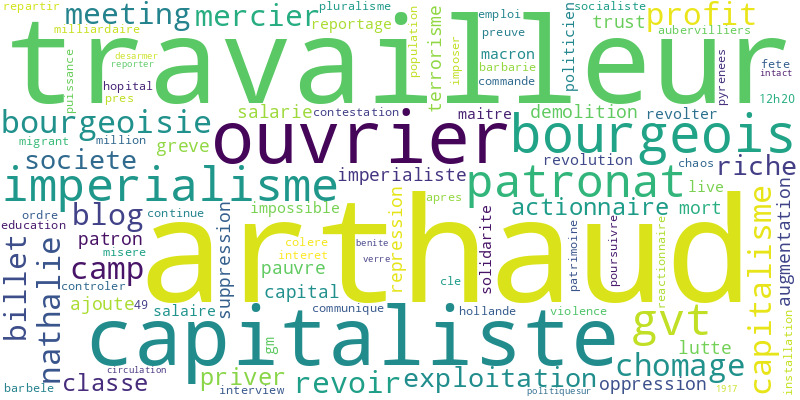 repartir
meeting
mercier
pluralisme
emploi
socialiste
trust
profit
milliardaire
reportage
population
terrorisme
preuve
politicien
aubervilliers
travailleur
desarmer
reporter
imposer
macron
barbarie
commande
pyrenees
fete
intact
puissance
hopital
pres
12h20
bourgeoisie
salarie
contestation
maitre
demolition
revolter
ouvrier
bourgeois
migrant
million
greve
societe
imperialiste
revolution
chaos
riche
imperialisme
patronat
live
ordre
blog
continue
impossible
repression
apres
actionnaire
mort
capitalisme
augmentation
education
patron
misere
arthaud
colere
interet
benite
verre
solidarite
patrimoine
poursuivre
reactionnaire
billet
nathalie
camp
suppression
pauvre
controler
capital
cle
ajoute
49
salaire
communique
hollande
violence
gvt
installation
capitaliste
gm
lutte
chomage
circulation
barbele
classe
priver
interview
revoir
exploitation
politiquesur
oppression
1917